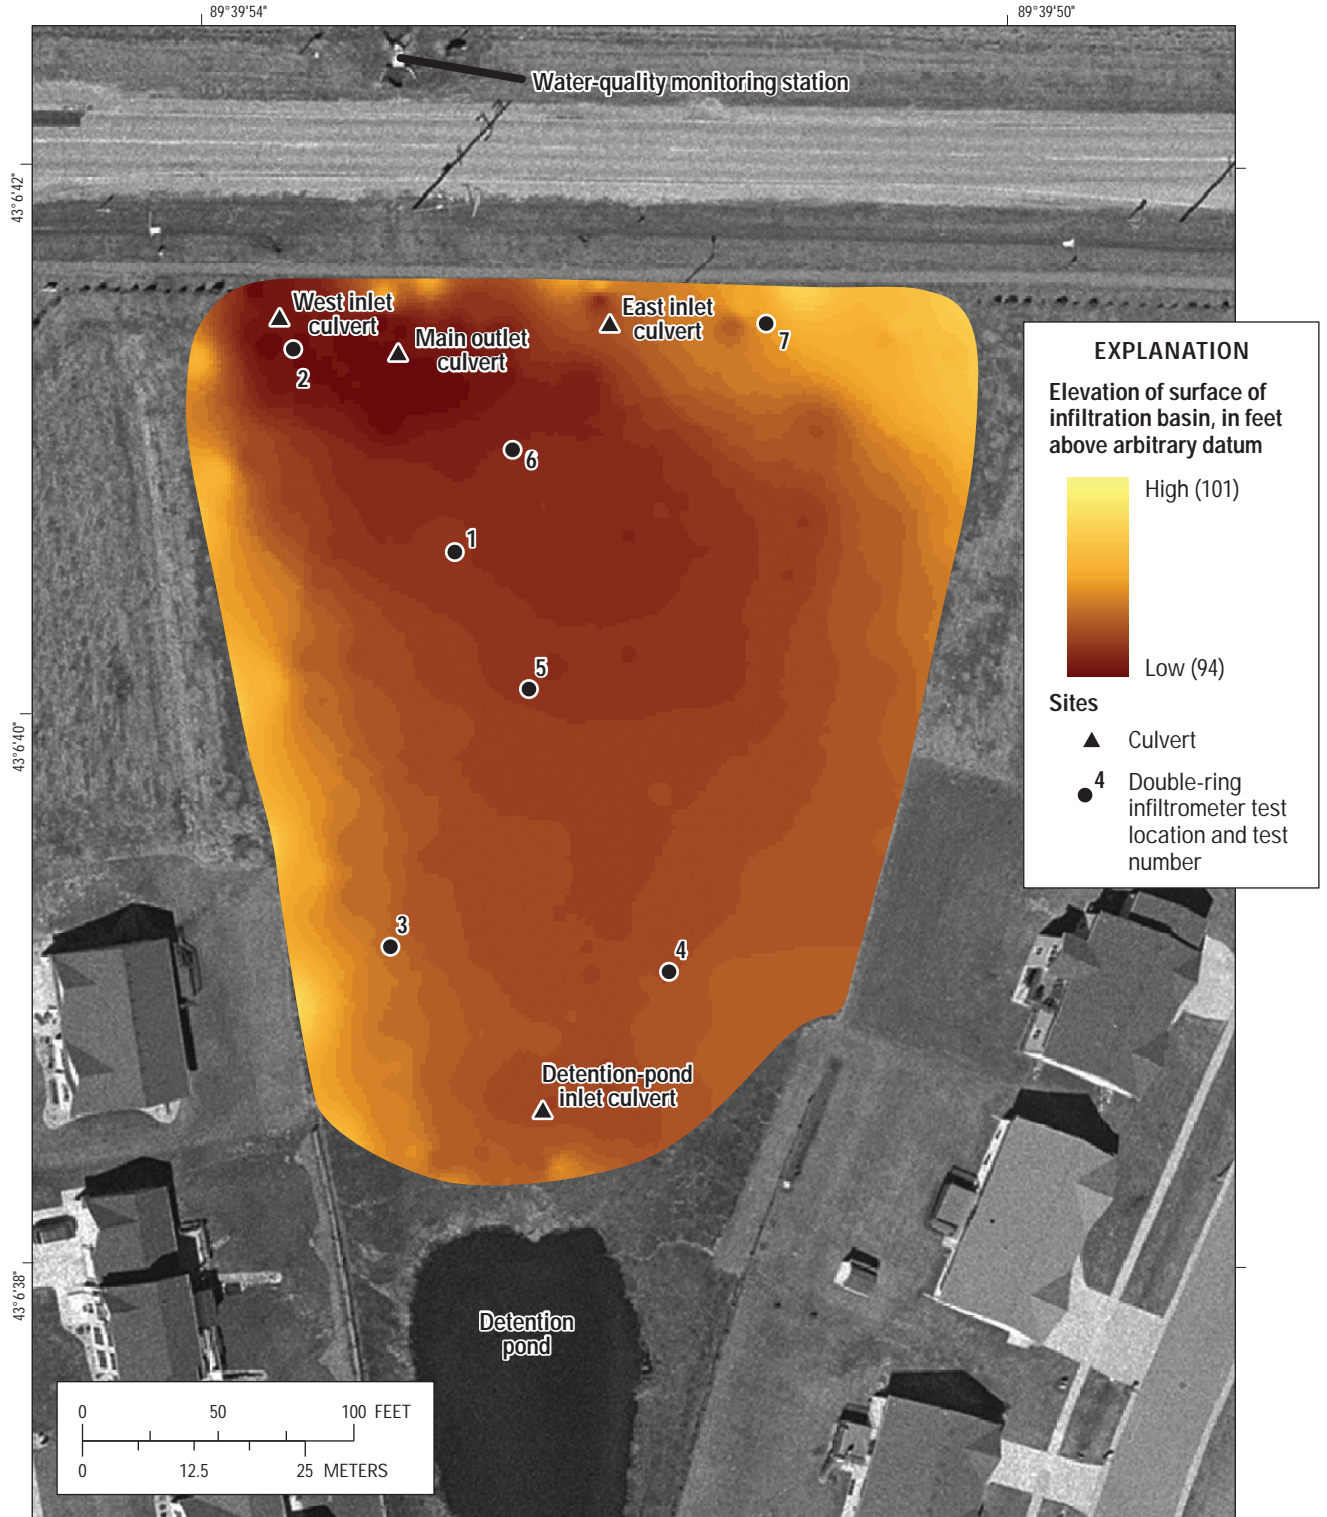 89°39'54"
89°39'50"
Water-quality monitoring station
43°6'42"
West inlet
culvert
Main outlet
culvert
East inlet
culvert
7
2
6
1
5
3
4
EXPLANATION
Elevation of surface of
infiltration basin, in feet
above arbitrary datum
High (101)
Low (94)
Sites
Culvert
4
Double-ring
infiltrometer test
location and test
number
43°6'40"
Detention-pond
inlet culvert
43°6'38"
Detention
pond
0 50 100 FEET
0 12.5 25 METERS